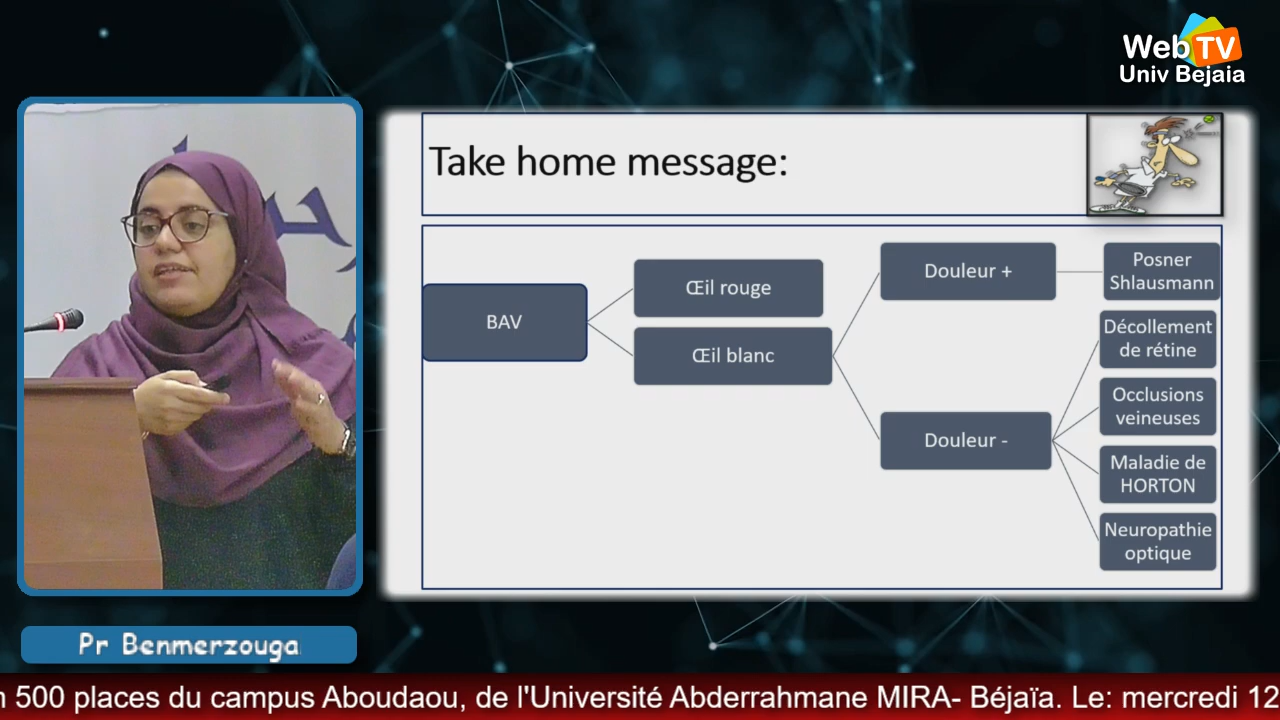 Web TV
Univ Bejaia
Take home message:
BAV
Œil rouge
Œil blanc
Douleur +
Douleur -
Posner
Shlausmann
Décollement
de rétine
Occlusions
veineuses
Maladie de
HORTON
Neuropathie
optique
Pr Benmerzouga
500 places du campus Aboudaou, de l'Université Abderrahmane MIRA- Béjaïa. Le: mercredi 12